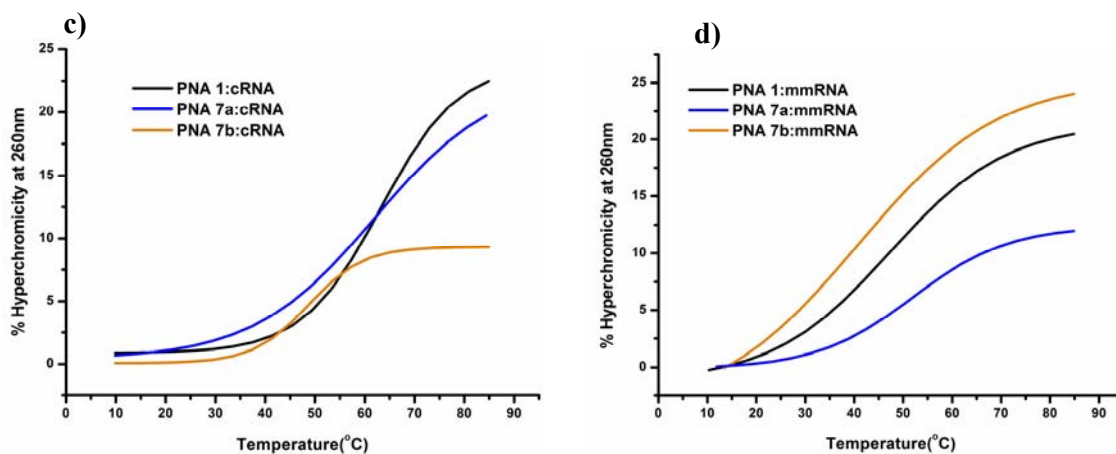 c)
25
20
15
10
5
0
% Hyperchromicity at 260nm
PNA 1:cRNA
PNA 7a:cRNA
PNA 7b:cRNA
0 10 20 30 40 50 60 70 80 90
Temperature(°C)
d)
25
20
15
10
5
0
% Hyperchromicity at 260nm
PNA 1:mmRNA
PNA 7a:mmRNA
PNA 7b:mmRNA
0 10 20 30 40 50 60 70 80 90
Temperature(°C)